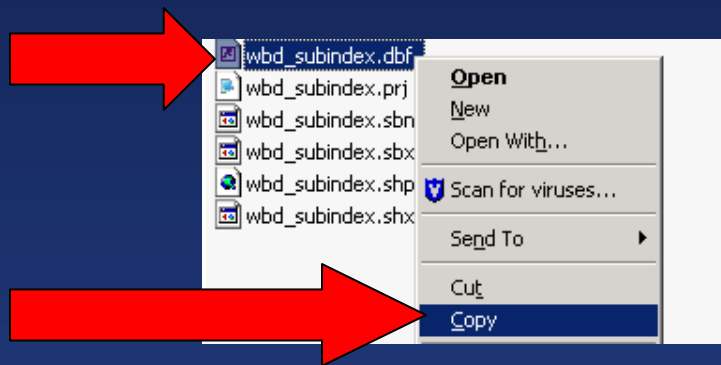 wbd_subindex.dbf
wbd_subindex.prj
wbd_subindex.sbn
wbd_subindex.sbx
wbd_subindex.shp
wbd_subindex.shx
Open
New
Open With...
Scan for viruses...
Send To
Cut
Copy